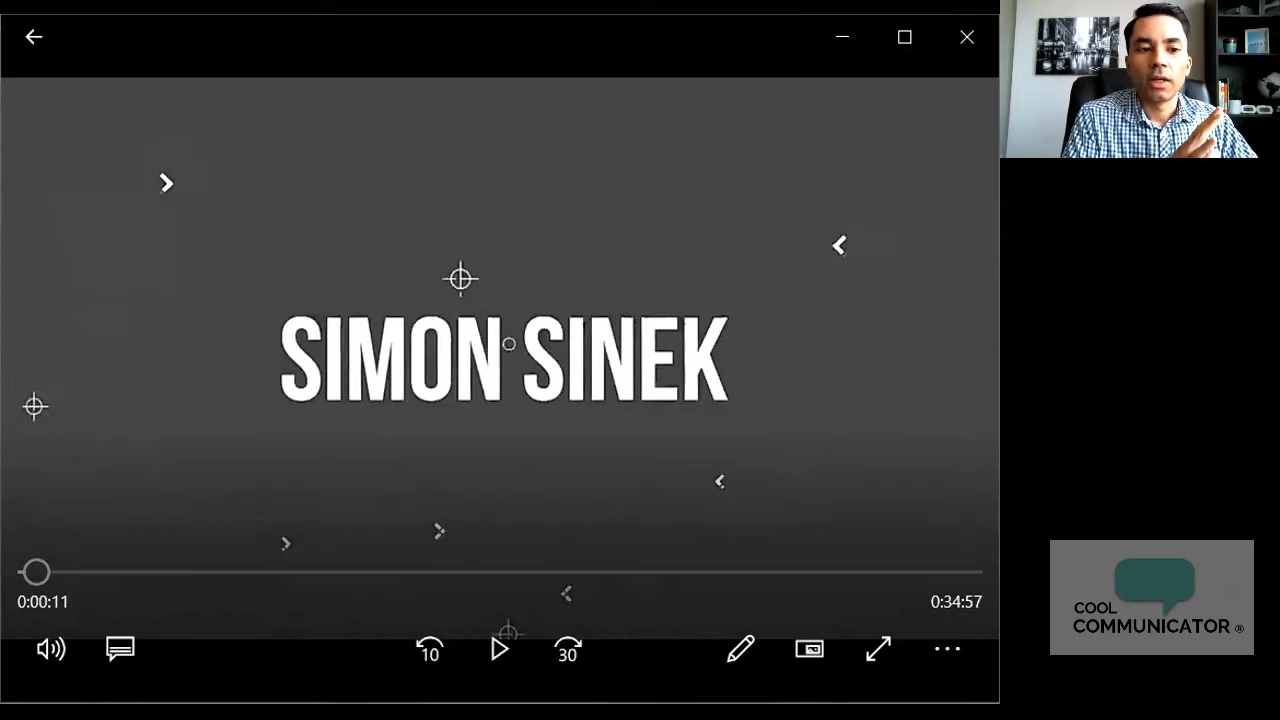 SIMON SINEK
0:00:11
0:34:57
10
30
COOL
COMMUNICATOR ®